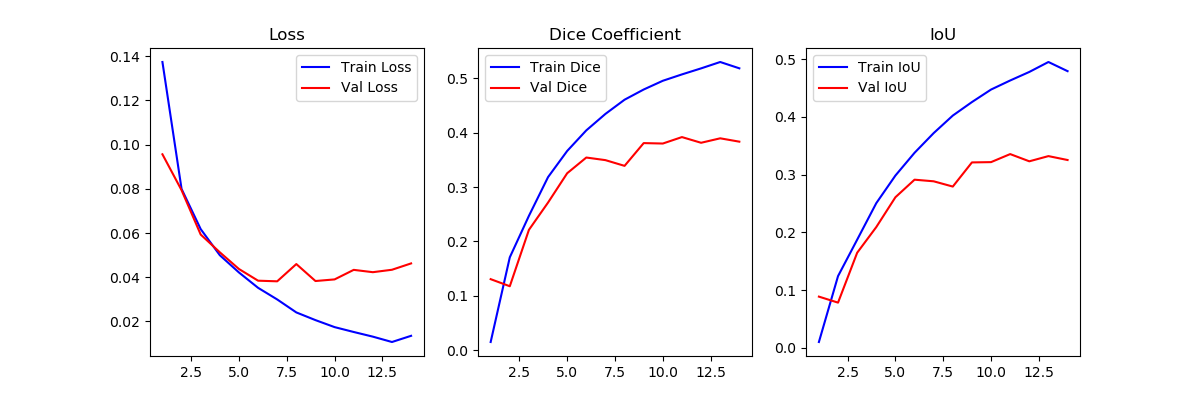 Loss
0.14
0.12
0.10
0.08
0.06
0.04
0.02
2.5 5.0 7.5 10.0 12.5
Train Loss
Val Loss
Dice Coefficient
0.5
0.4
0.3
0.2
0.1
0.0
2.5 5.0 7.5 10.0 12.5
Train Dice
Val Dice
IoU
0.5
0.4
0.3
0.2
0.1
0.0
2.5 5.0 7.5 10.0 12.5
Train IoU
Val IoU